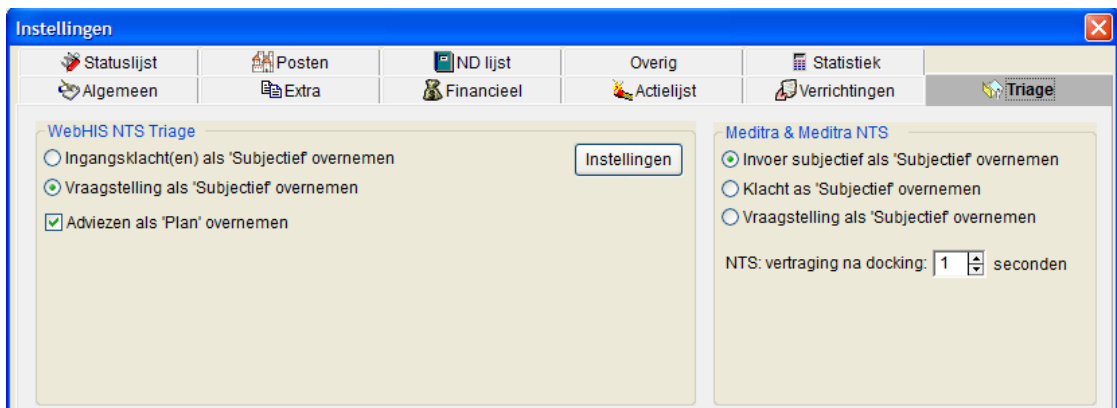 Instellingen
Statuslijst Posten ND lijst Overig Statistiek
Algemeen Extra Financieel Actielijst Verrichtingen Triage
WebHIS NTS Triage
Ingangsklacht(en) als 'Subjectief' overnemen
Instellingen
Vraagstelling als 'Subjectief' overnemen
Adviezen als 'Plan' overnemen
Meditra & Meditra NTS
Invoer subjectief als 'Subjectief' overnemen
Klacht as 'Subjectief' overnemen
Vraagstelling als 'Subjectief' overnemen
NTS: vertraging na docking: 1 seconden